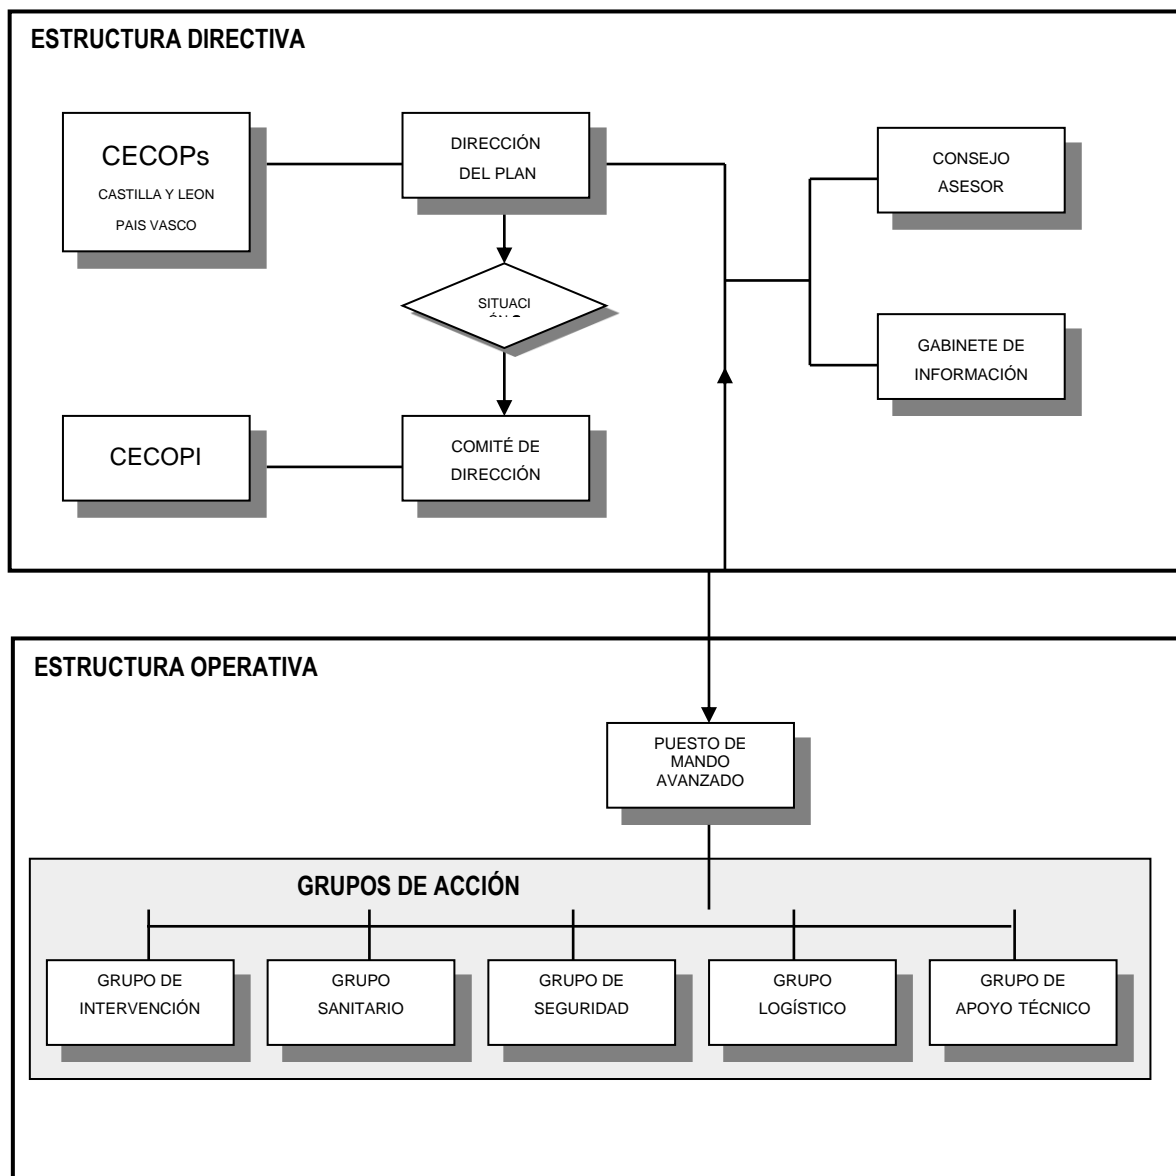 ESTRUCTURA DIRECTIVA
CECOPs
CASTILLA Y LEON
PAIS VASCO
DIRECCIÓN
DEL PLAN
CONSEJO
ASESOR
SITUACI
GABINETE DE
INFORMACIÓN
CECOPI
COMITÉ DE
DIRECCIÓN
ESTRUCTURA OPERATIVA
PUESTO DE
MANDO
AVANZADO
GRUPOS DE ACCIÓN
GRUPO DE
INTERVENCIÓN
GRUPO
SANITARIO
GRUPO DE
SEGURIDAD
GRUPO
LOGÍSTICO
GRUPO DE
APOYO TÉCNICO